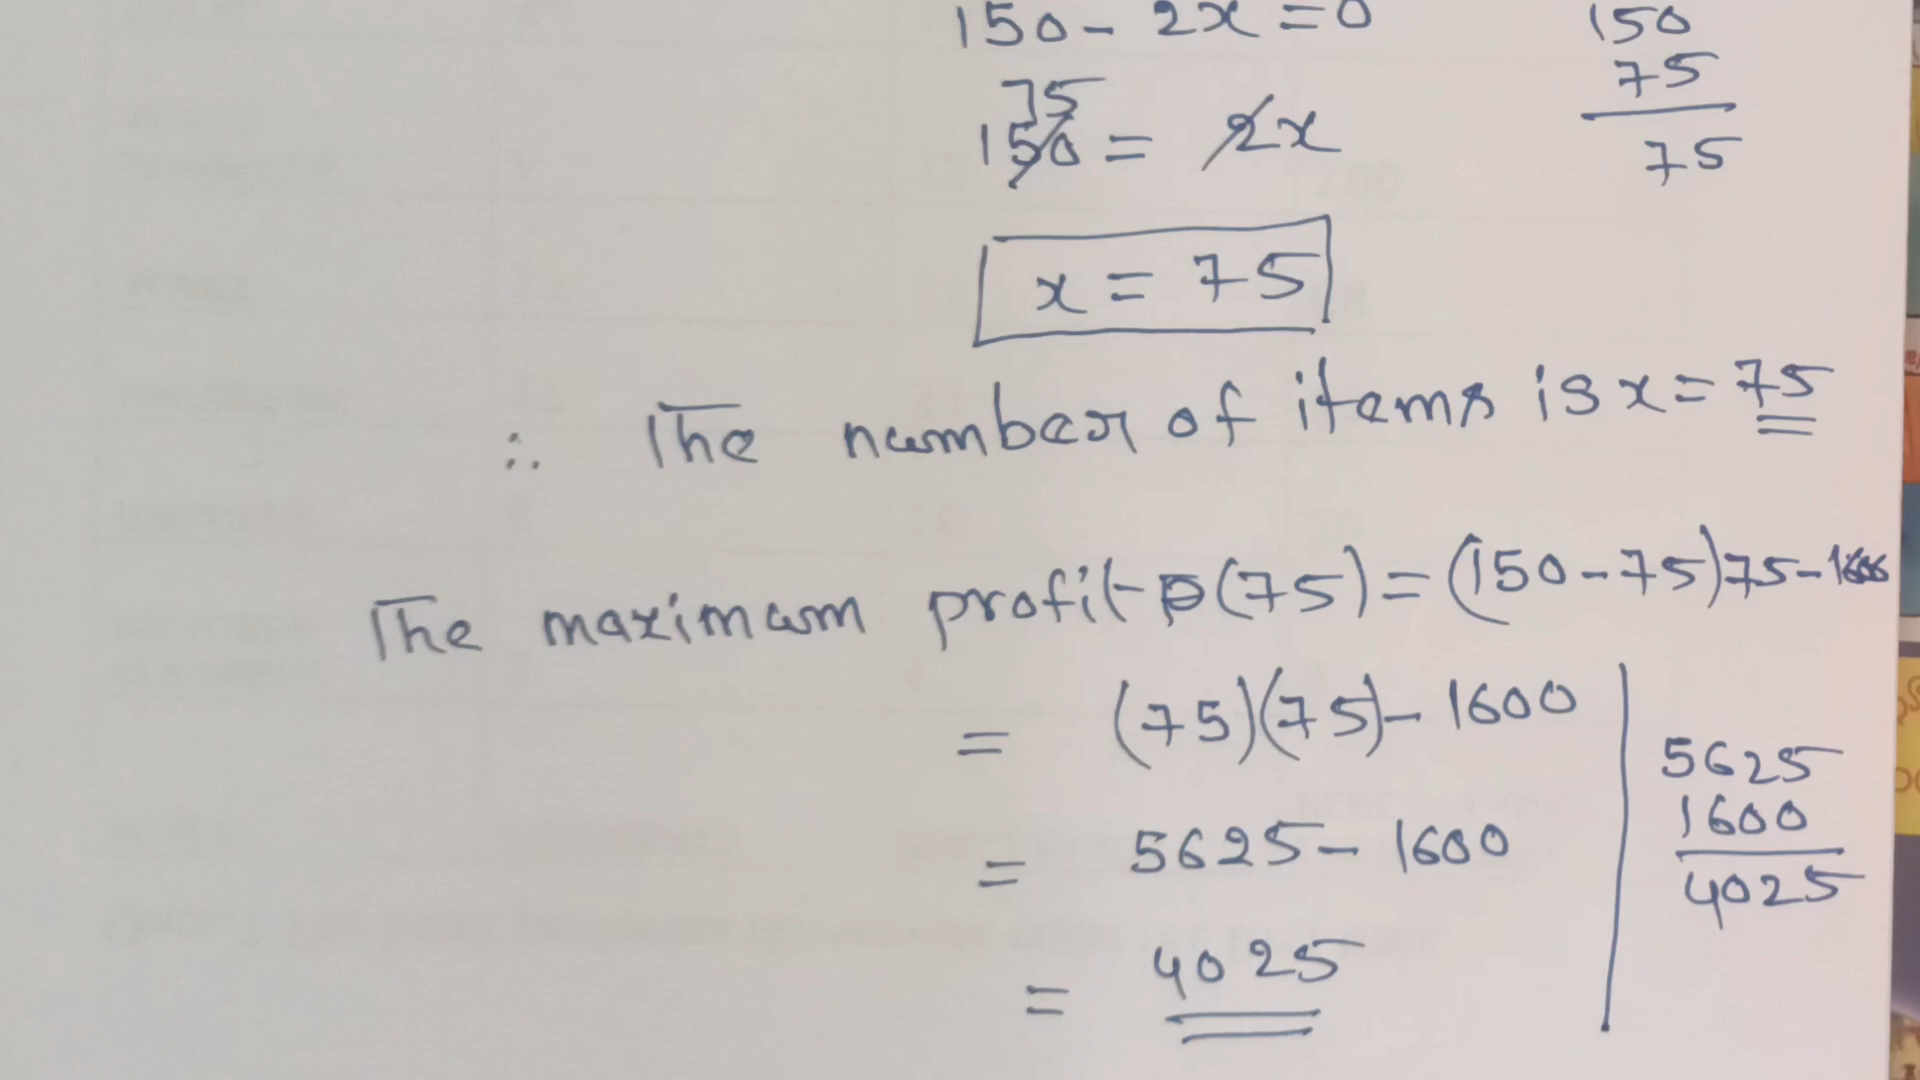 150 - 2x = 0
75
150 = 2x
x = 75
150
75
75
∴ The number of items is x = 75
The maximum profit P(75) = (150-75)75-1600
= (75)(75) - 1600
= 5625 - 1600
= 4025
5625
1600
4025